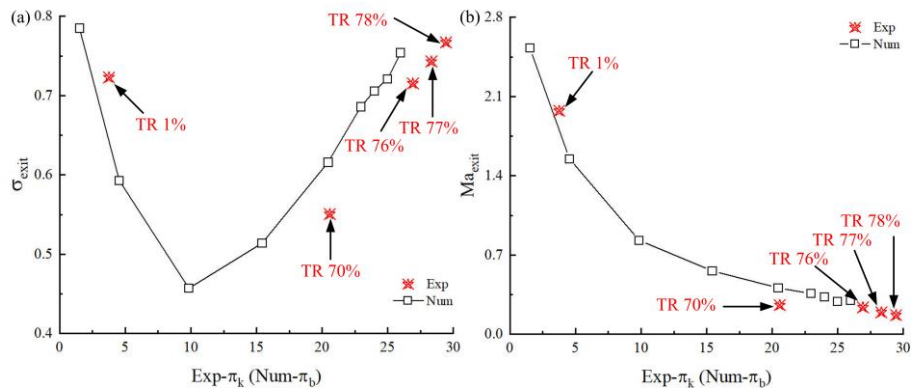 (a)
0.8
0.7
0.6
0.5
0.4
σexit
0 5 10 15 20 25 30
Exp-πk (Num-πb)
TR 1%
TR 78%
TR 77%
TR 76%
TR 70%
Exp
Num
(b)
2.8
2.1
1.4
0.7
0.0
Maexit
0 5 10 15 20 25 30
Exp-πk (Num-πb)
Exp
Num
TR 1%
TR 78%
TR 77%
TR 76%
TR 70%